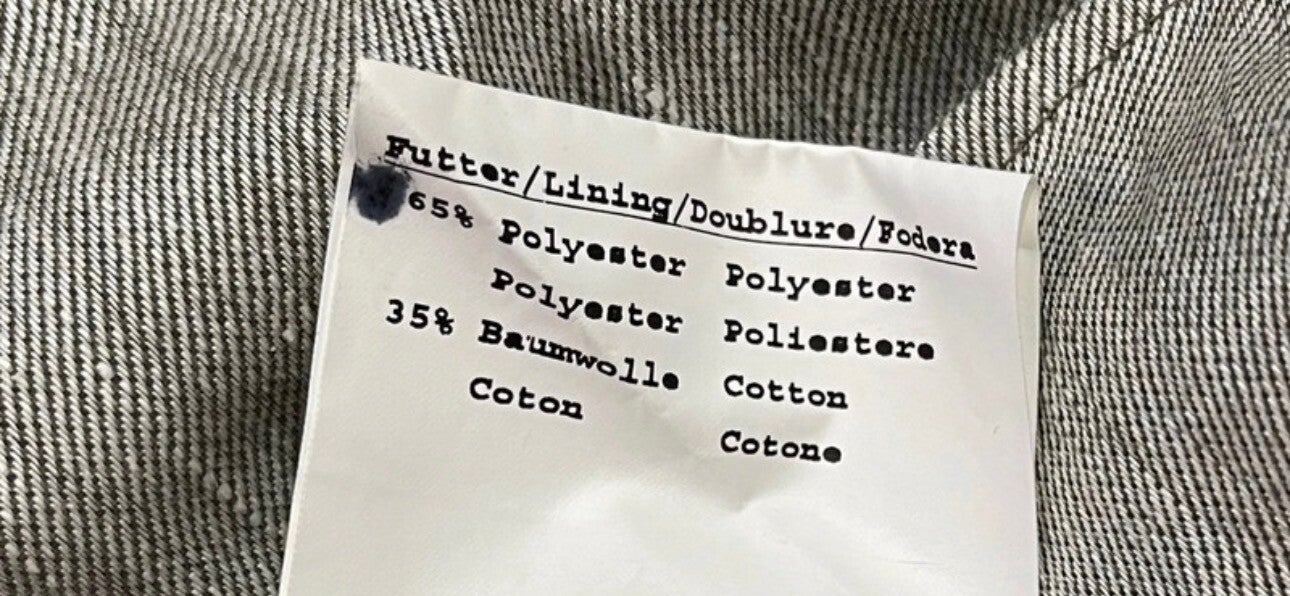 Futter/Lining/Doublure/Fodera
65% Polyester Polyester
Polyester Poliestere
35% Baumwolle Cotton
Coton Cotone